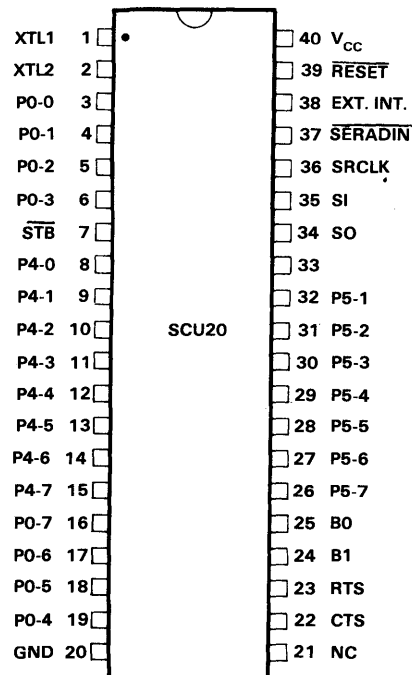 XTL1 1 40 VCC
XTL2 2 39 RESET
P0-0 3 38 EXT. INT.
P0-1 4 37 SERADIN
P0-2 5 36 SRCLK
P0-3 6 35 SI
STB 7 34 SO
P4-0 8 33
P4-1 9 32 P5-1
P4-2 10 SCU20 31 P5-2
P4-3 11 30 P5-3
P4-4 12 29 P5-4
P4-5 13 28 P5-5
P4-6 14 27 P5-6
P4-7 15 26 P5-7
P0-7 16 25 B0
P0-6 17 24 B1
P0-5 18 23 RTS
P0-4 19 22 CTS
GND 20 21 NC